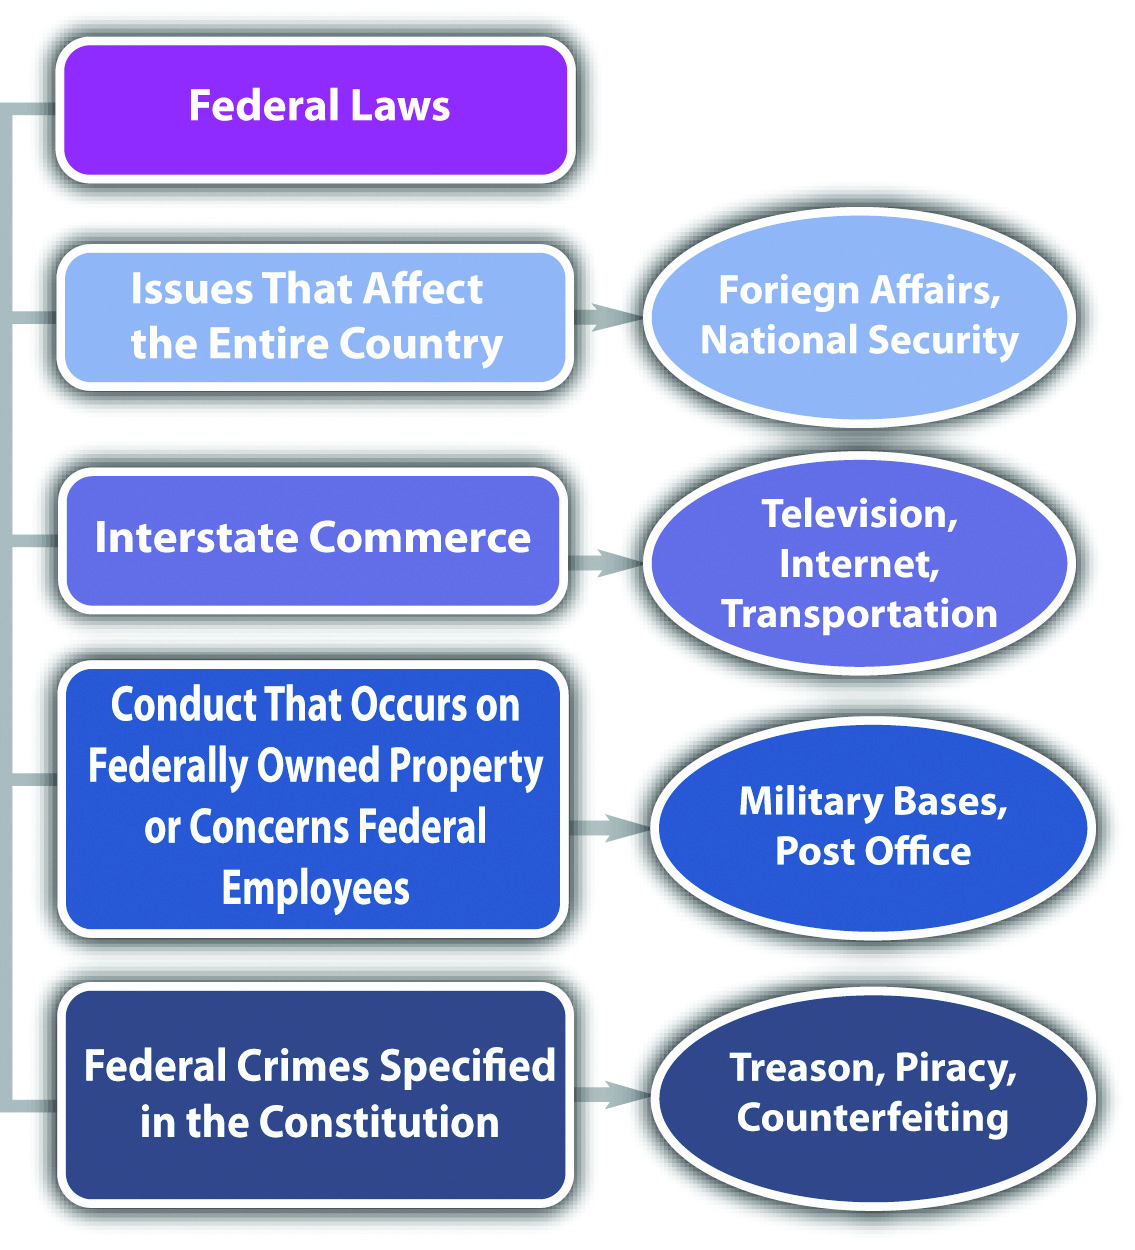 Federal Laws
Issues That Affect
the Entire Country
Foriegn Affairs,
National Security
Interstate Commerce
Television,
Internet,
Transportation
Conduct That Occurs on
Federally Owned Property
or Concerns Federal
Employees
Military Bases,
Post Office
Federal Crimes Specified
in the Constitution
Treason, Piracy,
Counterfeiting